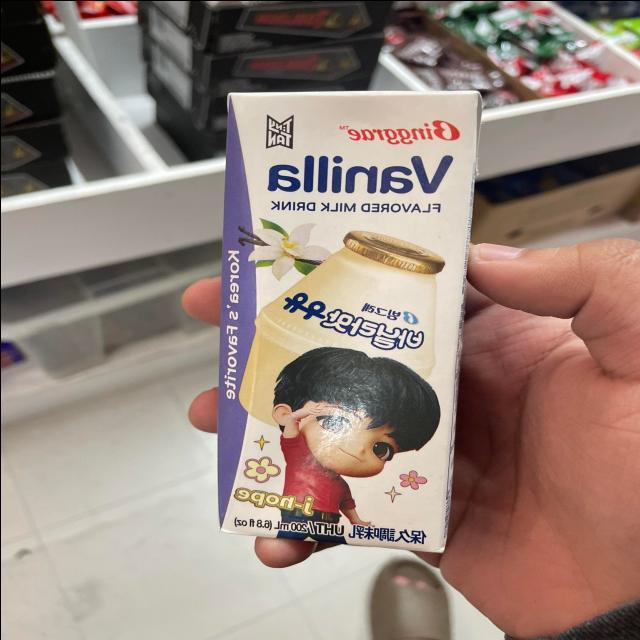 TinyTAN
Binggrae™
Vanilla
FLAVORED MILK DRINK
Korea's Favorite
빙그레
바닐라맛우유
j-hope
保久調味乳 UHT/200 mL (6.8 fl oz)